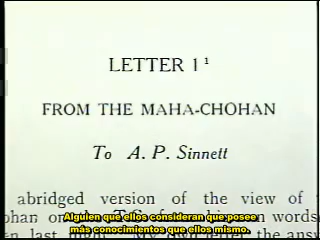 LETTER 1¹
FROM THE MAHA-CHOHAN
To A. P. Sinnett
abridged version of the view of
words
Alguien que ellos consideran que posee
más conocimientos que ellos mismo.